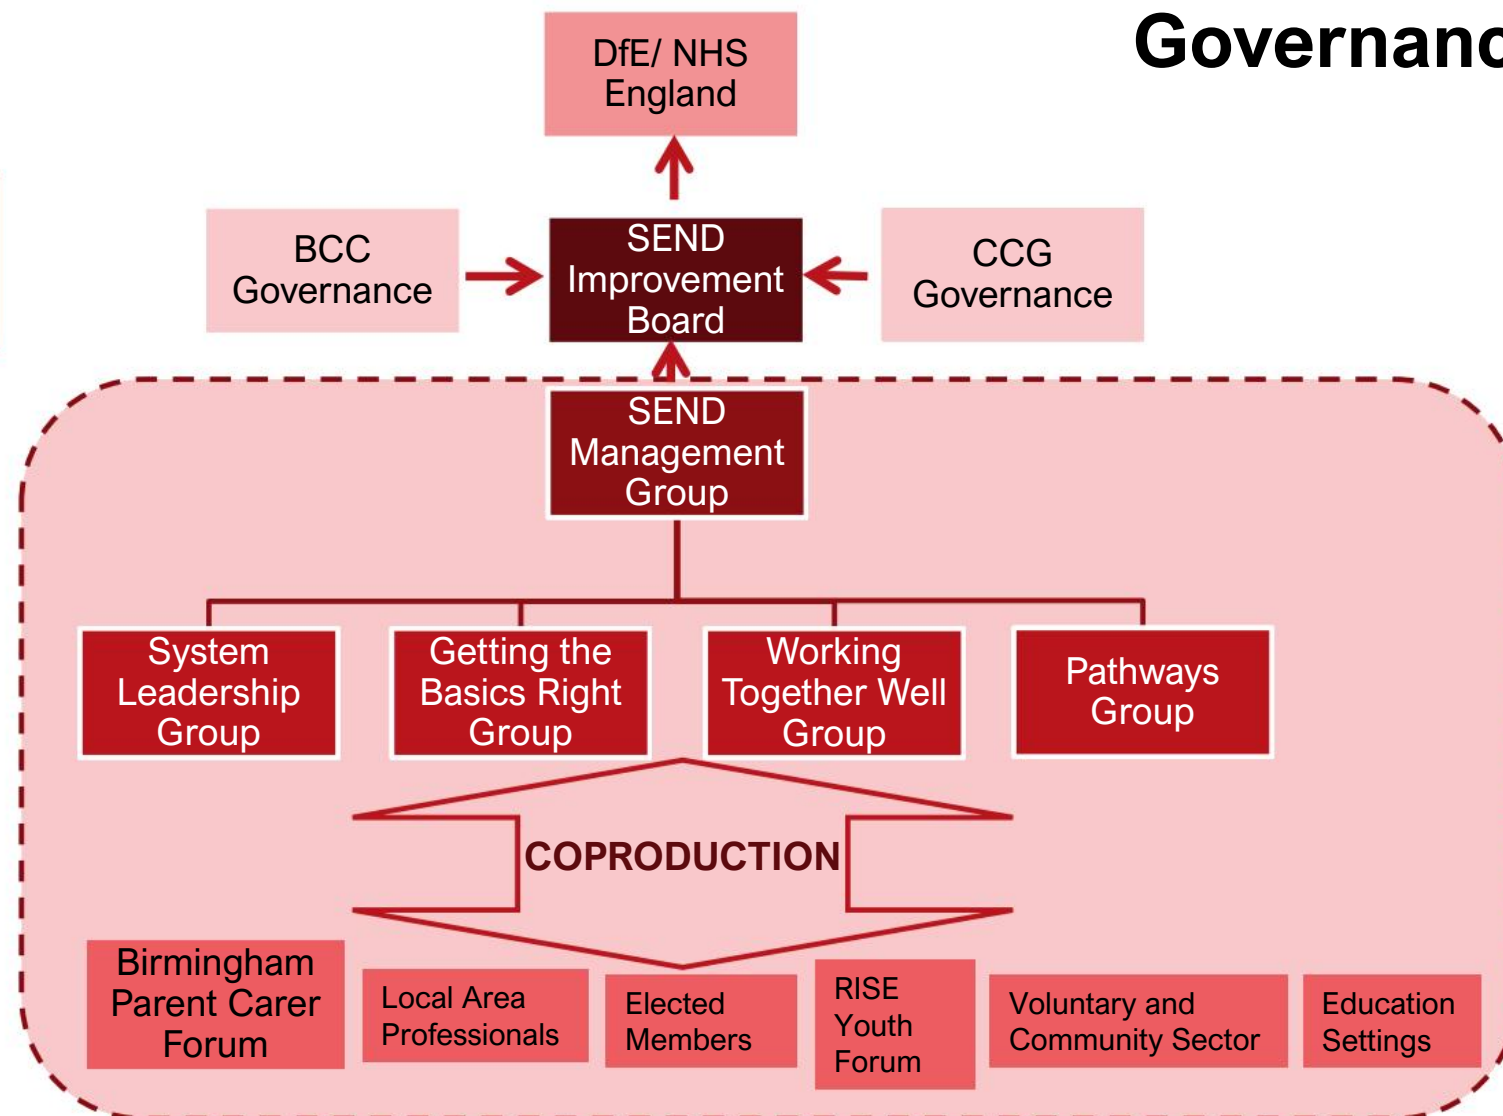 Governanc
DfE/ NHS
England
BCC
Governance
SEND
Improvement
Board
CCG
Governance
SEND
Management
Group
System
Leadership
Group
Getting the
Basics Right
Group
Working
Together Well
Group
Pathways
Group
COPRODUCTION
Birmingham
Parent Carer
Forum
Local Area
Professionals
Elected
Members
RISE
Youth
Forum
Voluntary and
Community Sector
Education
Settings